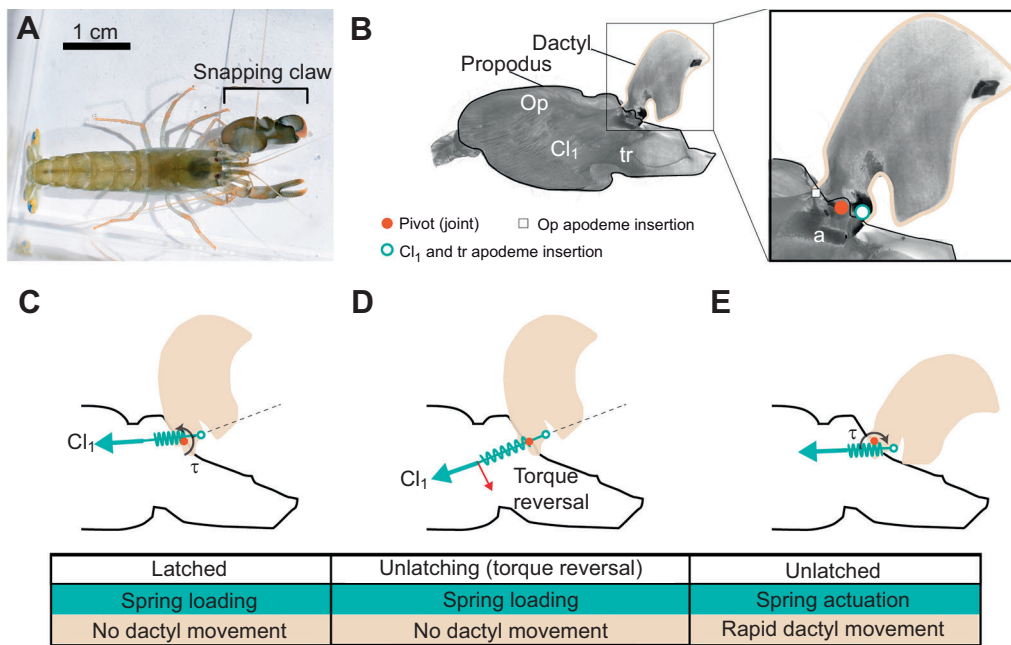 A
1 cm
Snapping claw
B
Dactyl
Propodus
Op
Cl1
tr
a
Pivot (joint)
Op apodeme insertion
Cl1 and tr apodeme insertion
C
Cl1
τ
D
Cl1
Torque
reversal
E
τ
Latched
Unlatching (torque reversal)
Unlatched
Spring loading
Spring loading
Spring actuation
No dactyl movement
No dactyl movement
Rapid dactyl movement